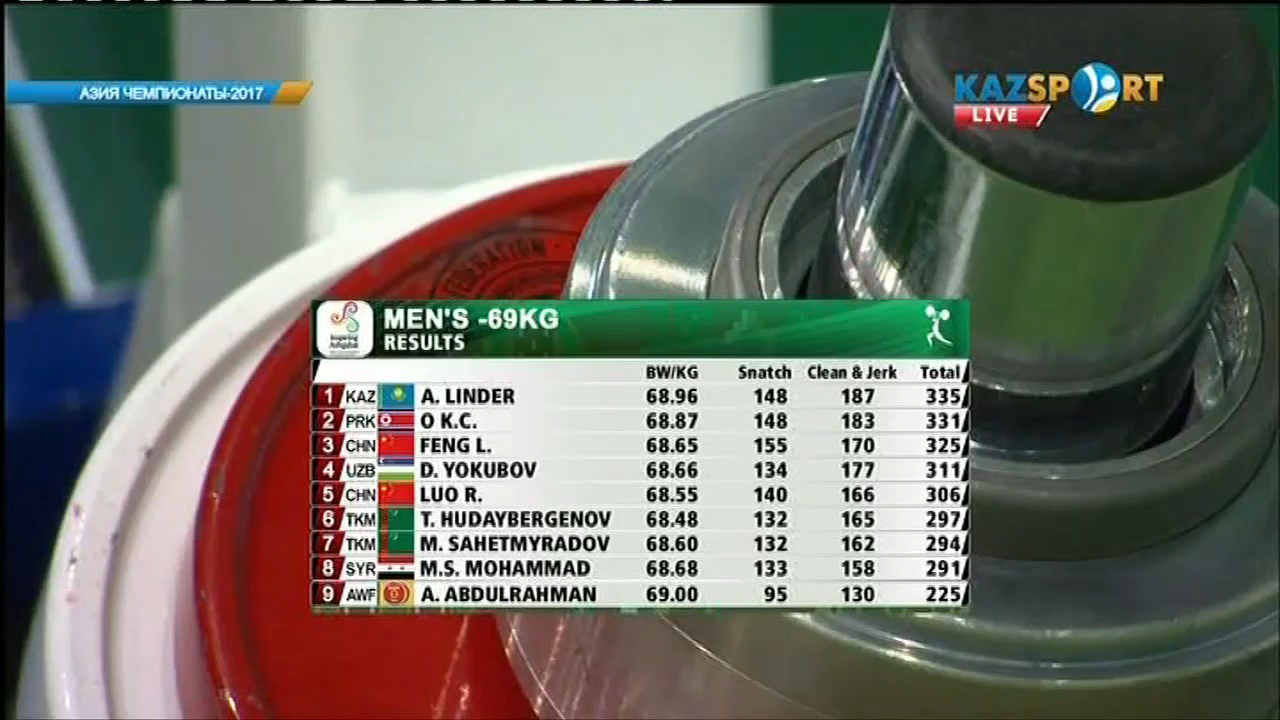 АЗИЯ ЧЕМПИОНАТЫ-2017
KAZSPORT
LIVE
FEDERATION
MEN'S -69KG
RESULTS
BW/KG Snatch Clean & Jerk Total
1 KAZ A. LINDER 68.96 148 187 335
2 PRK O K.C. 68.87 148 183 331
3 CHN FENG L. 68.65 155 170 325
4 UZB D. YOKUBOV 68.66 134 177 311
5 CHN LUO R. 68.55 140 166 306
6 TKM T. HUDAYBERGENOV 68.48 132 165 297
7 TKM M. SAHETMYRADOV 68.60 132 162 294
8 SYR M.S. MOHAMMAD 68.68 133 158 291
9 AWF A. ABDULRAHMAN 69.00 95 130 225